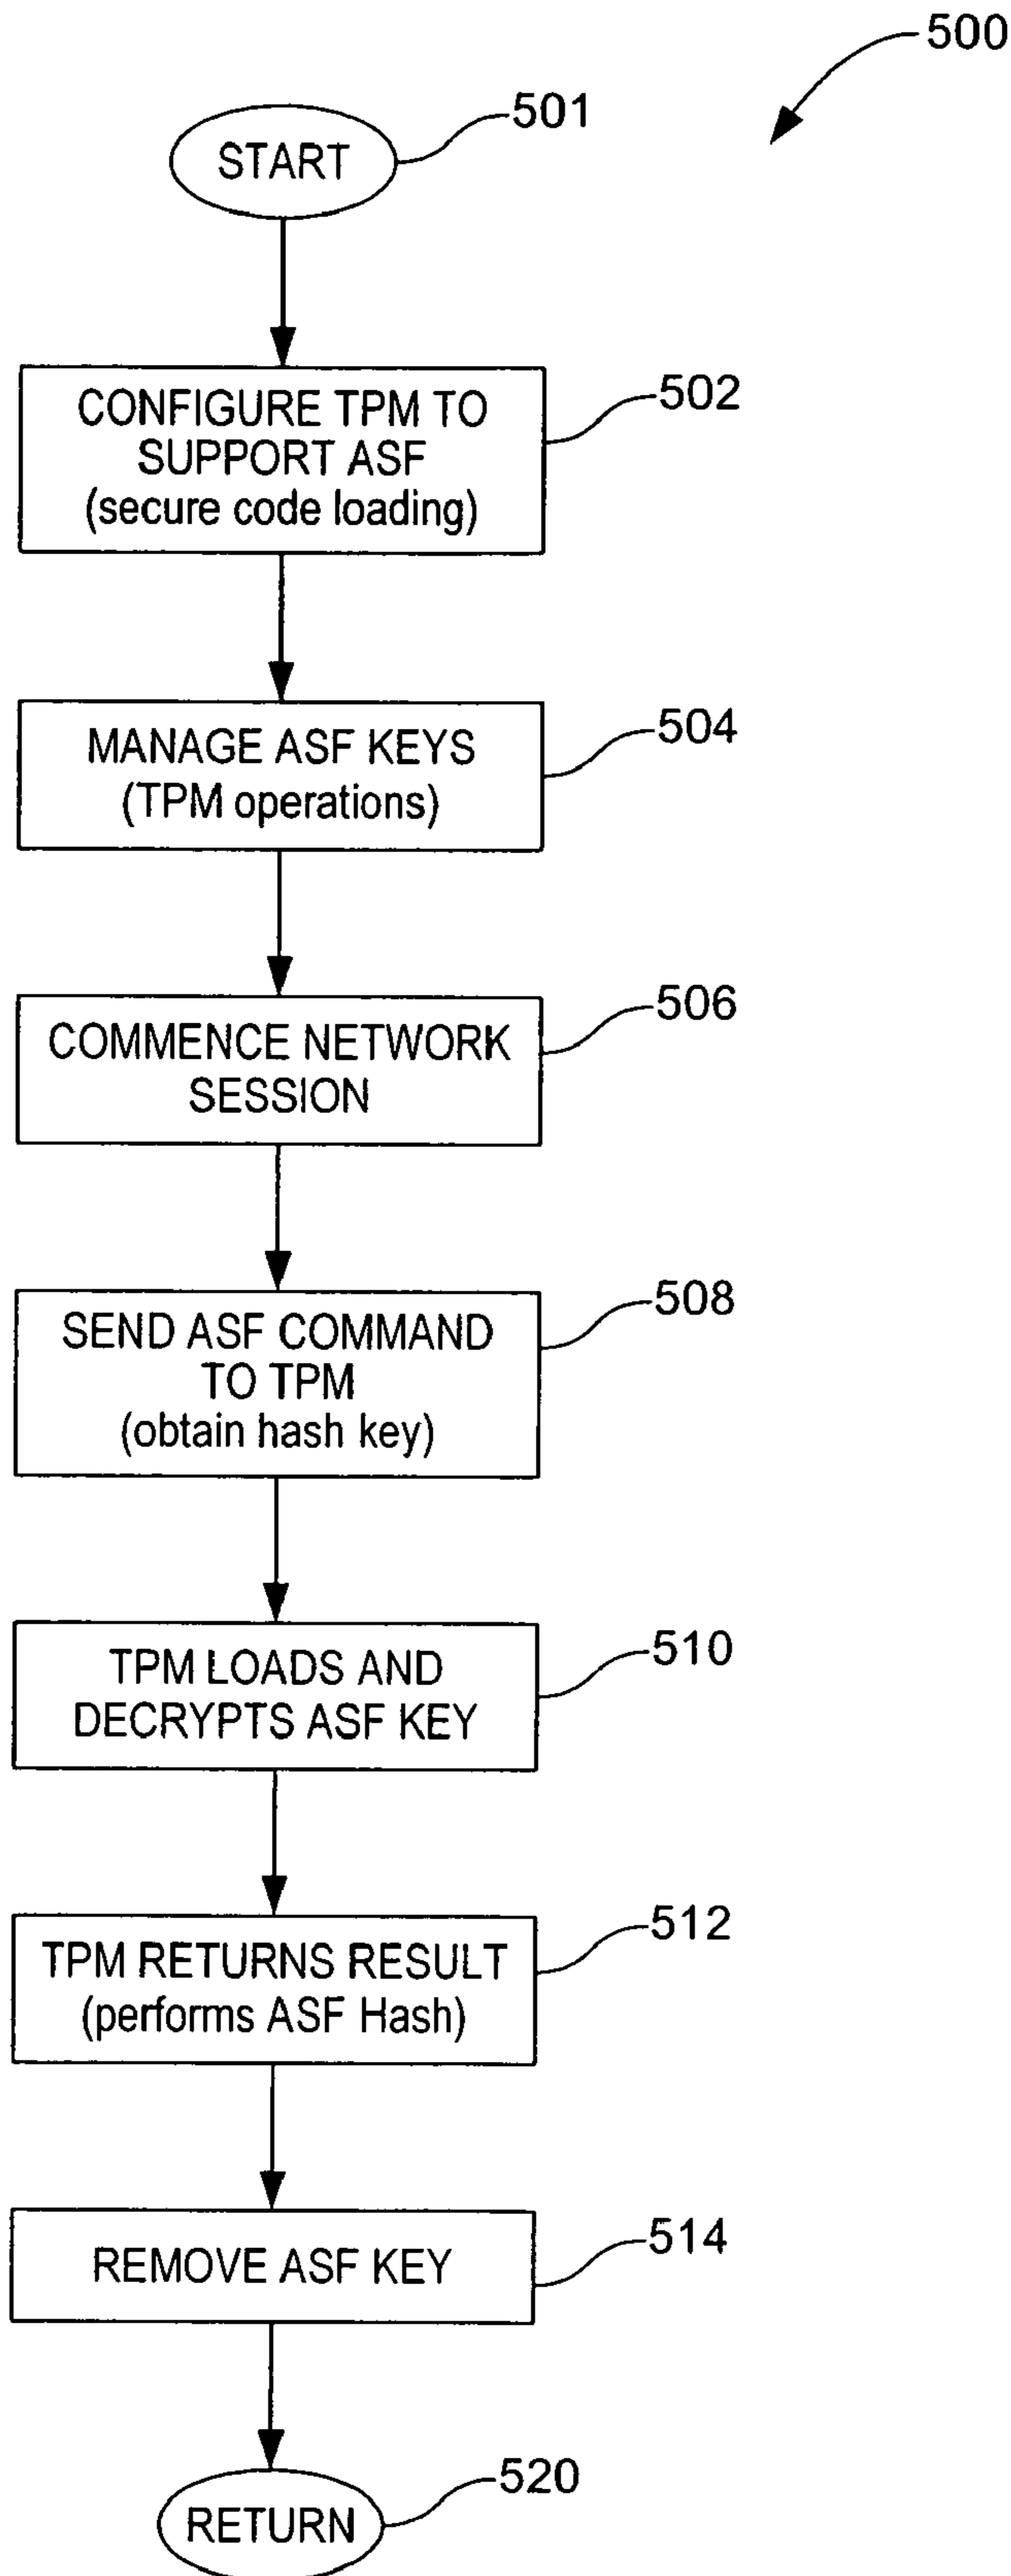 500
501
START
502
CONFIGURE TPM TO
SUPPORT ASF
(secure code loading)
504
MANAGE ASF KEYS
(TPM operations)
506
COMMENCE NETWORK
SESSION
508
SEND ASF COMMAND
TO TPM
(obtain hash key)
510
TPM LOADS AND
DECRYPTS ASF KEY
512
TPM RETURNS RESULT
(performs ASF Hash)
514
REMOVE ASF KEY
520
RETURN